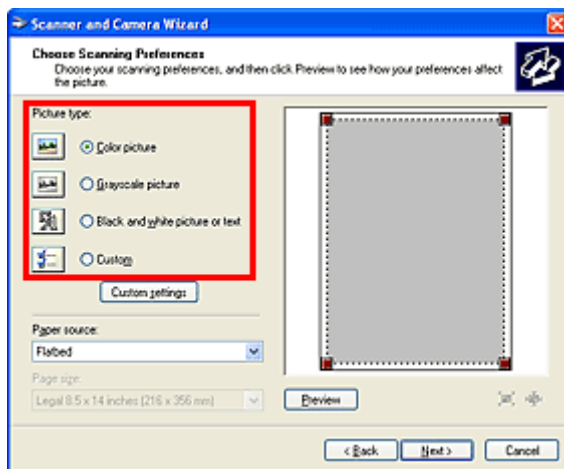 Scanner and Camera Wizard
Choose Scanning Preferences
Choose your scanning preferences, and then click Preview to see how your preferences affect
the picture.
Picture type:
Color picture
Grayscale picture
Black and white picture or text
Custom
Custom settings
Paper source:
Flatbed
Page size:
Legal 8.5 x 14 inches (216 x 356 mm)
Preview
< Back
Next >
Cancel